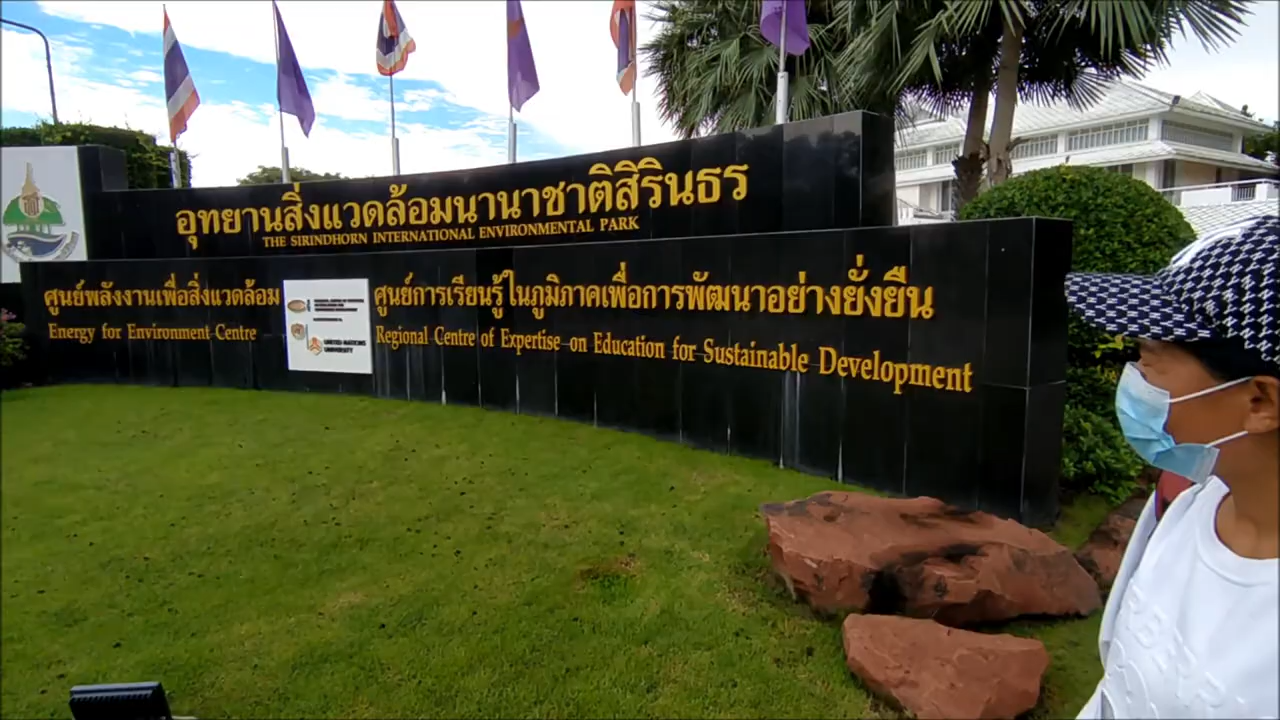 อุทยานสิ่งแวดล้อมนานาชาติสิรินธร
THE SIRINDHORN INTERNATIONAL ENVIRONMENTAL PARK
ศูนย์พลังงานเพื่อสิ่งแวดล้อม
Energy for Environment Centre
UNITED NATIONS
UNIVERSITY
ศูนย์การเรียนรู้ในภูมิภาคเพื่อการพัฒนาอย่างยั่งยืน
Regional Centre of Expertise on Education for Sustainable Development